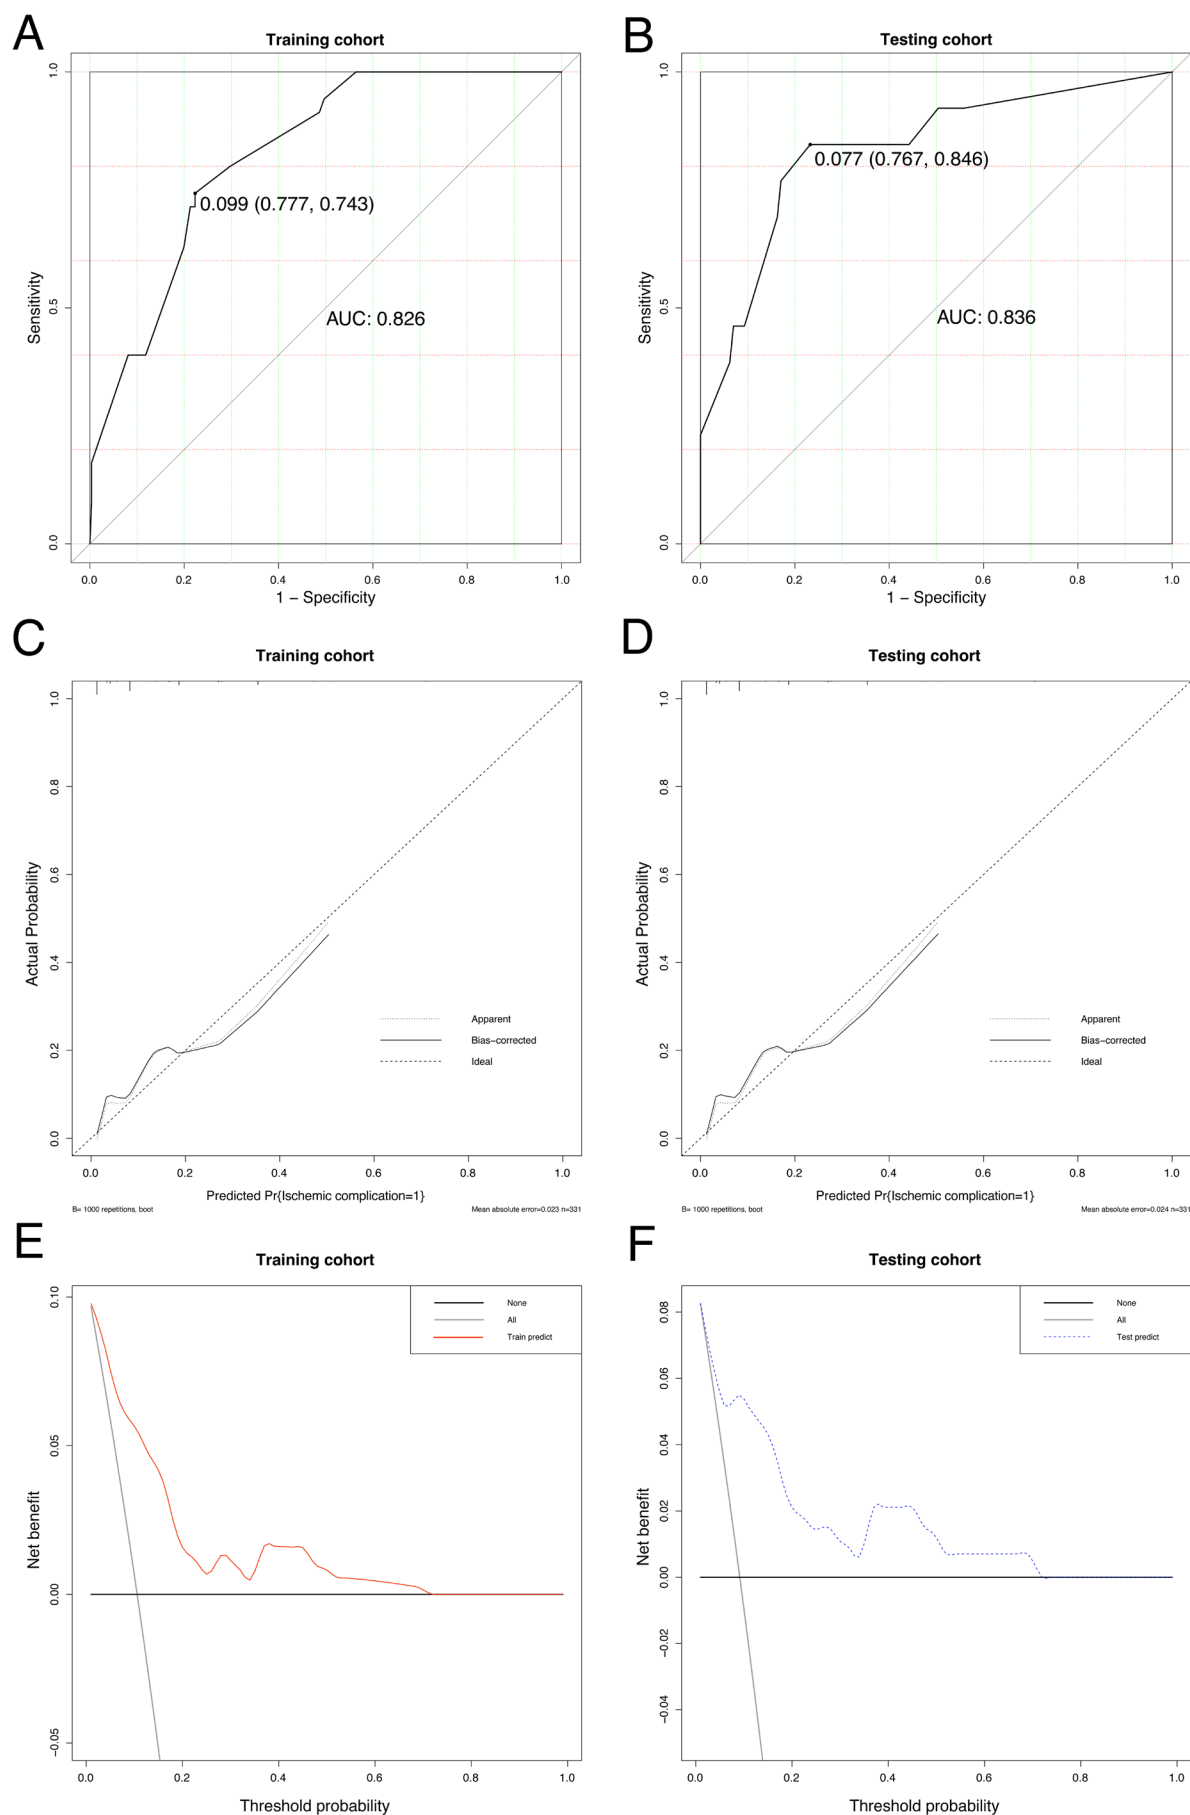 A
Training cohort
1.0
0.5
0.0
Sensitivity
0.099 (0.777, 0.743)
AUC: 0.826
0.0 0.2 0.4 0.6 0.8 1.0
1 − Specificity
B
Testing cohort
1.0
0.5
0.0
Sensitivity
0.077 (0.767, 0.846)
AUC: 0.836
0.0 0.2 0.4 0.6 0.8 1.0
1 − Specificity
C
Training cohort
1.0
0.8
0.6
0.4
0.2
0.0
Actual Probability
Apparent
Bias−corrected
Ideal
0.0 0.2 0.4 0.6 0.8 1.0
Predicted Pr{Ischemic complication=1}
B= 1000 repetitions, boot
Mean absolute error=0.023 n=331
D
Testing cohort
1.0
0.8
0.6
0.4
0.2
0.0
Actual Probability
Apparent
Bias−corrected
Ideal
0.0 0.2 0.4 0.6 0.8 1.0
Predicted Pr{Ischemic complication=1}
B= 1000 repetitions, boot
Mean absolute error=0.024 n=331
E
Training cohort
0.10
0.05
0.00
−0.05
Net benefit
None
All
Train predict
0.0 0.2 0.4 0.6 0.8 1.0
Threshold probability
F
Testing cohort
0.08
0.06
0.04
0.02
0.00
−0.02
−0.04
Net benefit
None
All
Test predict
0.0 0.2 0.4 0.6 0.8 1.0
Threshold probability